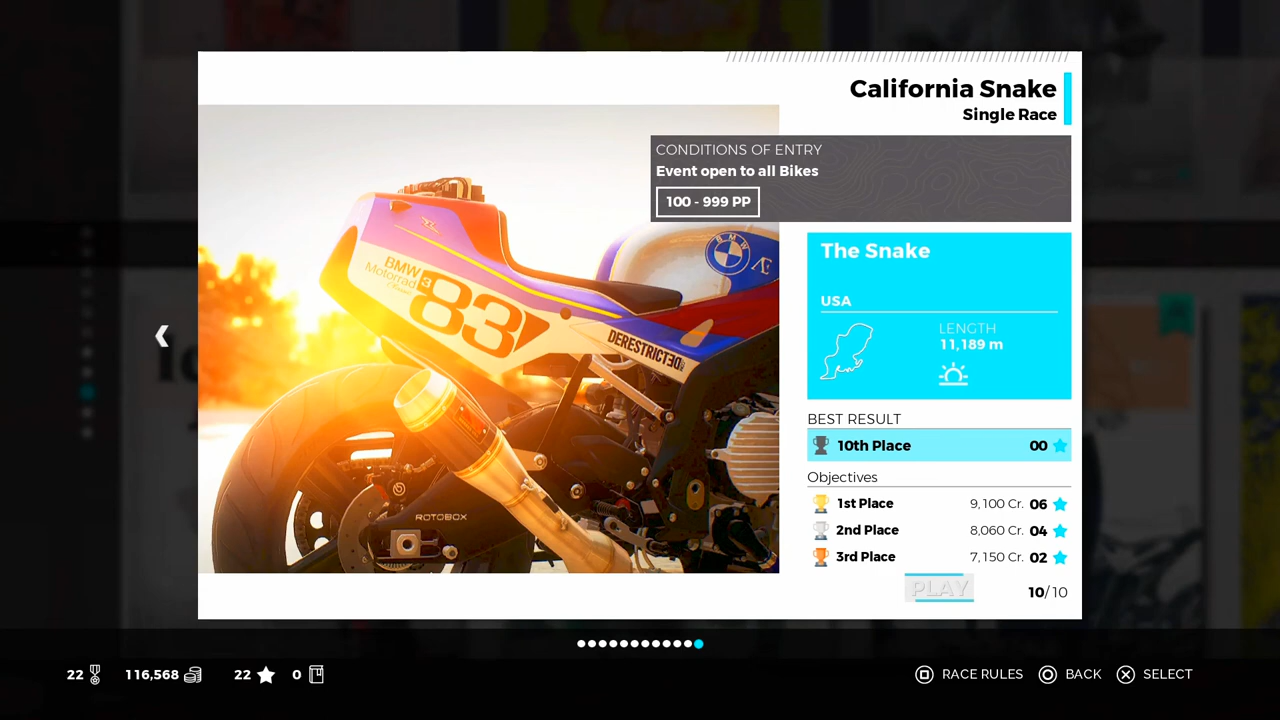 California Snake
Single Race
CONDITIONS OF ENTRY
Event open to all Bikes
100 - 999 PP
The Snake
USA
LENGTH
11,189 m
BEST RESULT
10th Place 00
Objectives
1st Place 9,100 Cr. 06
2nd Place 8,060 Cr. 04
3rd Place 7,150 Cr. 02
PLAY
10/10
BMW
Motorrad
3
83
DERESTRICTED
BMW
ROTOBOX
22 116,568 22 0
RACE RULES BACK SELECT